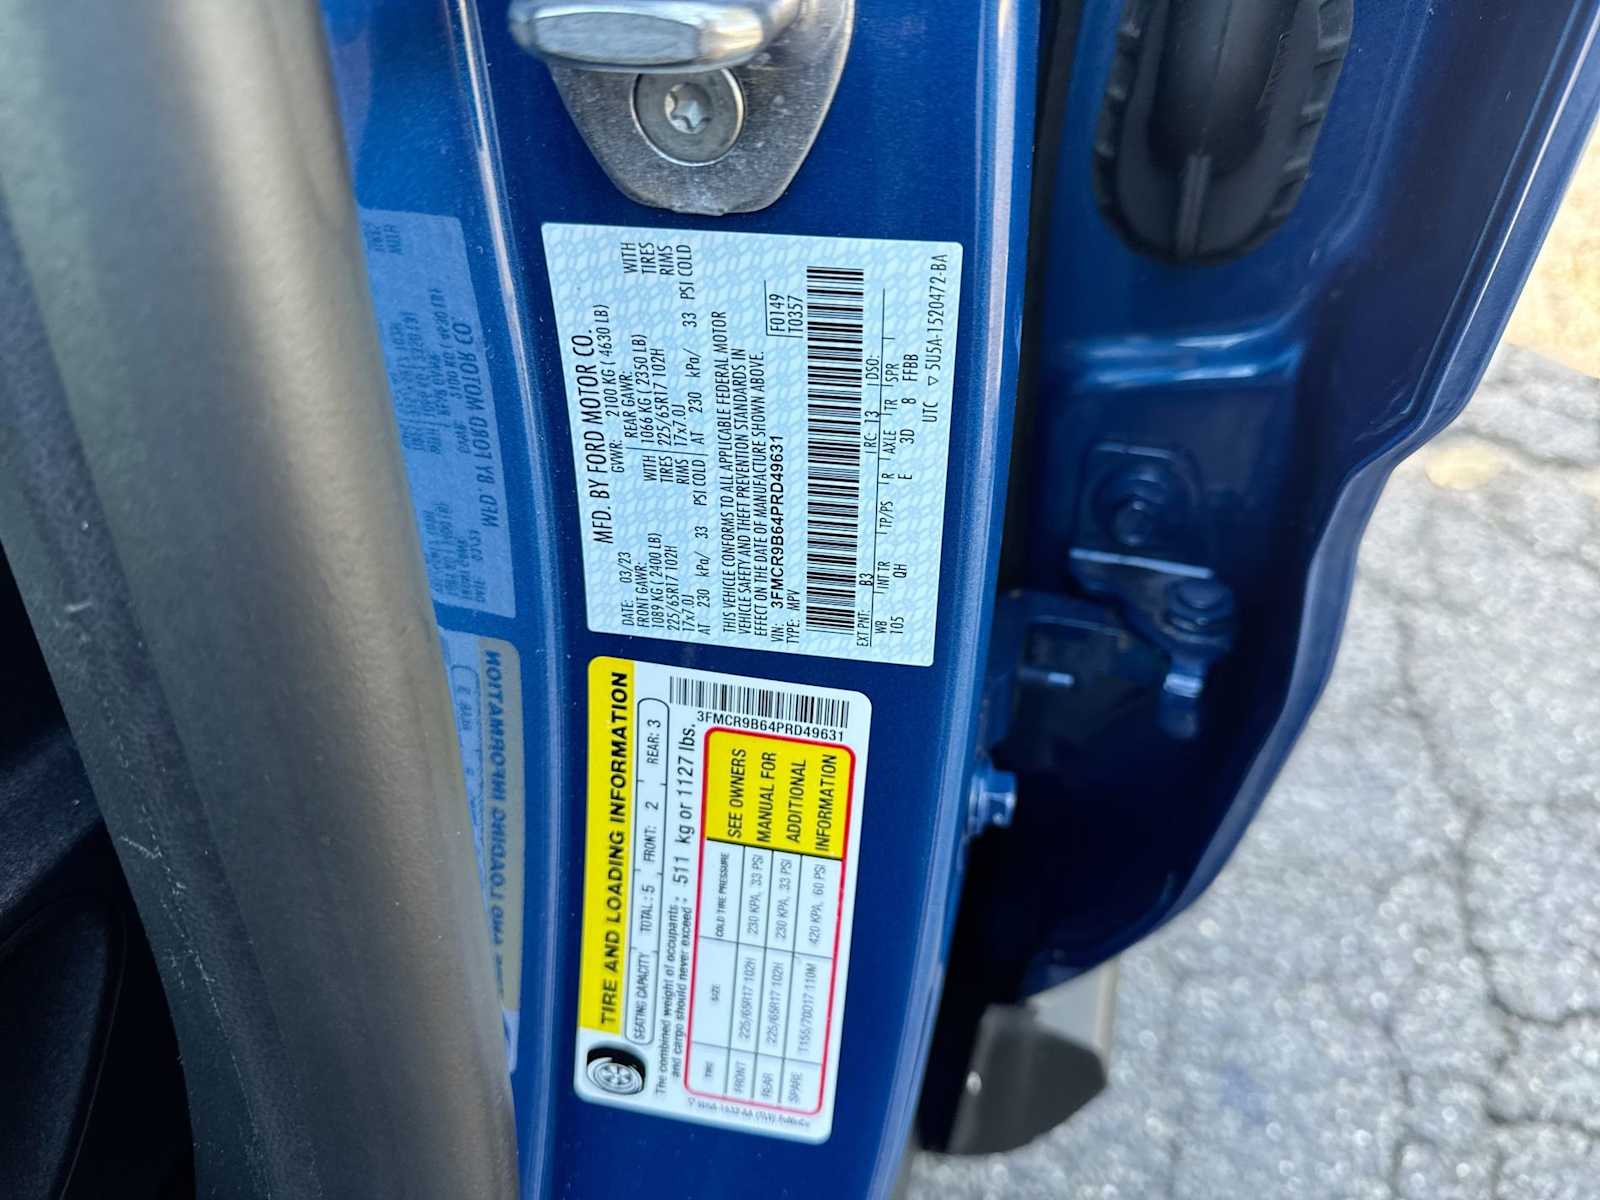 MFD. BY FORD MOTOR CO.
DATE: 03/23 GVWR: 2100 KG ( 4630 LB)
FRONT GAWR: REAR GAWR:
1089 KG ( 2400 LB) WITH 1066 KG ( 2350 LB) WITH
225/65R17 102H TIRES 225/65R17 102H TIRES
17x7.0J RIMS 17x7.0J RIMS
AT 230 kPa/ 33 PSI COLD AT 230 kPa/ 33 PSI COLD
THIS VEHICLE CONFORMS TO ALL APPLICABLE FEDERAL MOTOR
VEHICLE SAFETY AND THEFT PREVENTION STANDARDS IN
EFFECT ON THE DATE OF MANUFACTURE SHOWN ABOVE.
VIN: 3FMCR9B64PRD49631 F0149
TYPE: MPV T0357
EXT PNT: B3 RC: 13 DSO:
WB INT TR TP/PS R AXLE TR SPR
105 QH E 3D 8 FFBB
UTC 5U5A-1520472-BA
TIRE AND LOADING INFORMATION
SEATING CAPACITY TOTAL: 5 FRONT: 2 REAR: 3
The combined weight of occupants
and cargo should never exceed 511 kg or 1127 lbs.
3FMCR9B64PRD49631
TIRE SIZE COLD TIRE PRESSURE
FRONT 225/65R17 102H 230 KPA, 33 PSI
REAR 225/65R17 102H 230 KPA, 33 PSI
SPARE T155/70D17 110M 420 KPA, 60 PSI
SEE OWNERS
MANUAL FOR
ADDITIONAL
INFORMATION